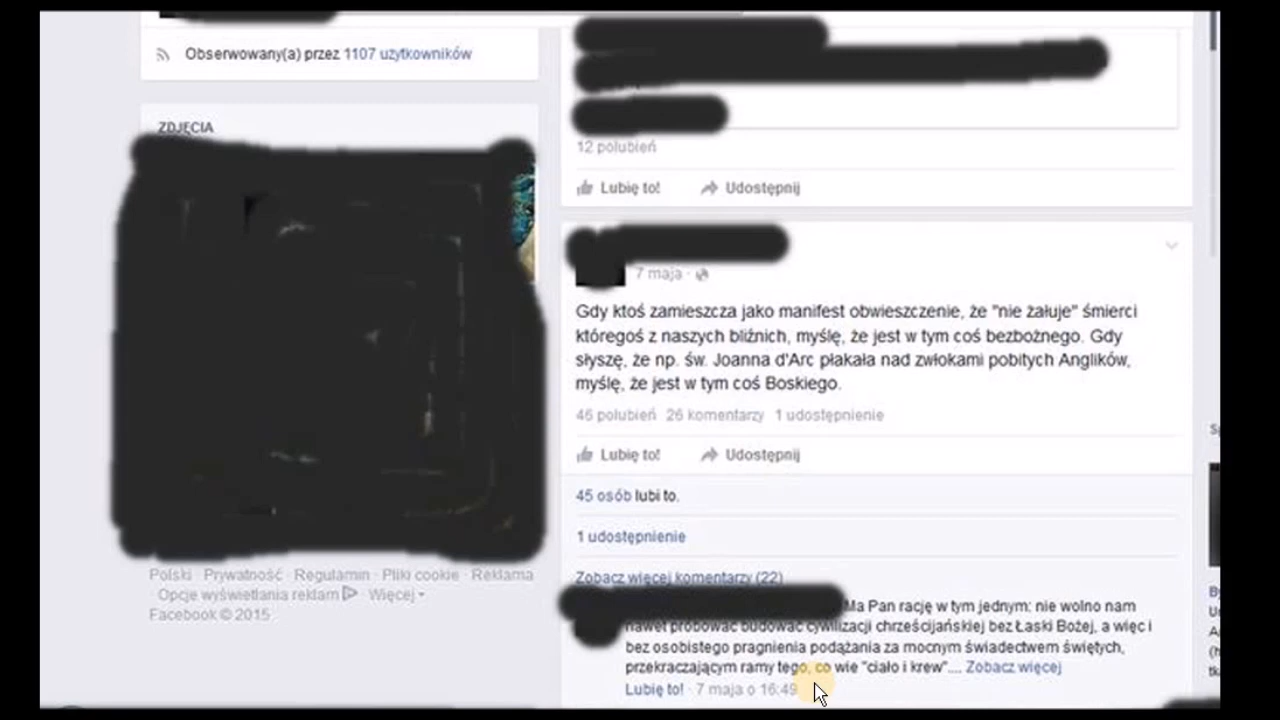 Obserwowany(a) przez 1107 użytkowników
ZDJĘCIA
Polski · Prywatność · Regulamin · Pliki cookie · Reklama
· Opcje wyświetlania reklam · Więcej
Facebook © 2015
12 polubień
Lubię to! Udostępnij
7 maja ·
Gdy ktoś zamieszcza jako manifest obwieszczenie, że "nie żałuje" śmierci
któregoś z naszych bliźnich, myślę, że jest w tym coś bezbożnego. Gdy
słyszę, że np. św. Joanna d'Arc płakała nad zwłokami pobitych Anglików,
myślę, że jest w tym coś Boskiego.
46 polubień 26 komentarzy 1 udostępnienie
Lubię to! Udostępnij
45 osób lubi to.
1 udostępnienie
Zobacz więcej komentarzy (22)
Ma Pan rację w tym jednym: nie wolno nam
nawet próbować budować cywilizacji chrześcijańskiej bez Łaski Bożej, a więc i
bez osobistego pragnienia podążania za mocnym świadectwem świętych,
przekraczającym ramy tego, co wie "ciało i krew".... Zobacz więcej
Lubię to! · 7 maja o 16:49